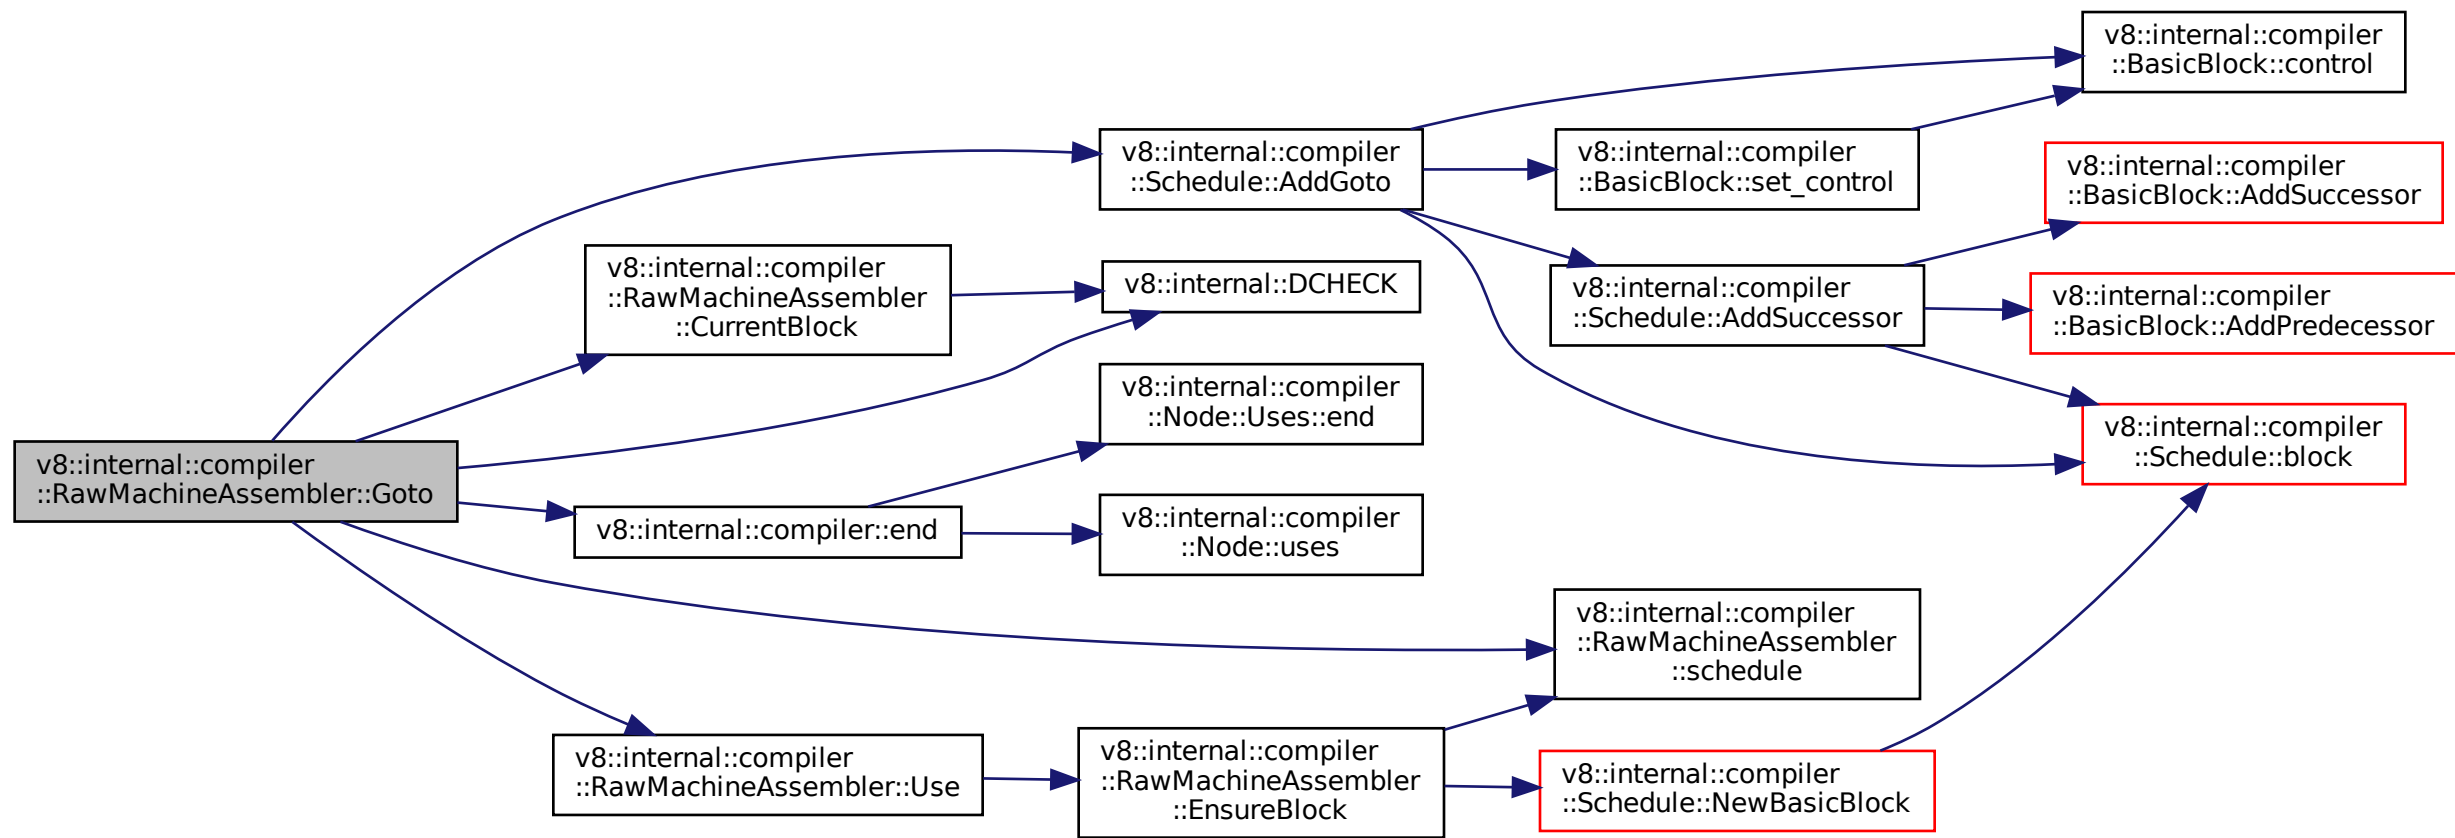 v8::internal::compiler
::RawMachineAssembler::Goto
v8::internal::compiler
::Schedule::AddGoto
v8::internal::compiler
::RawMachineAssembler
::CurrentBlock
v8::internal::DCHECK
v8::internal::compiler::end
v8::internal::compiler
::Node::Uses::end
v8::internal::compiler
::Node::uses
v8::internal::compiler
::RawMachineAssembler::Use
v8::internal::compiler
::RawMachineAssembler
::EnsureBlock
v8::internal::compiler
::BasicBlock::set_control
v8::internal::compiler
::Schedule::AddSuccessor
v8::internal::compiler
::RawMachineAssembler
::schedule
v8::internal::compiler
::Schedule::NewBasicBlock
v8::internal::compiler
::BasicBlock::control
v8::internal::compiler
::BasicBlock::AddSuccessor
v8::internal::compiler
::BasicBlock::AddPredecessor
v8::internal::compiler
::Schedule::block